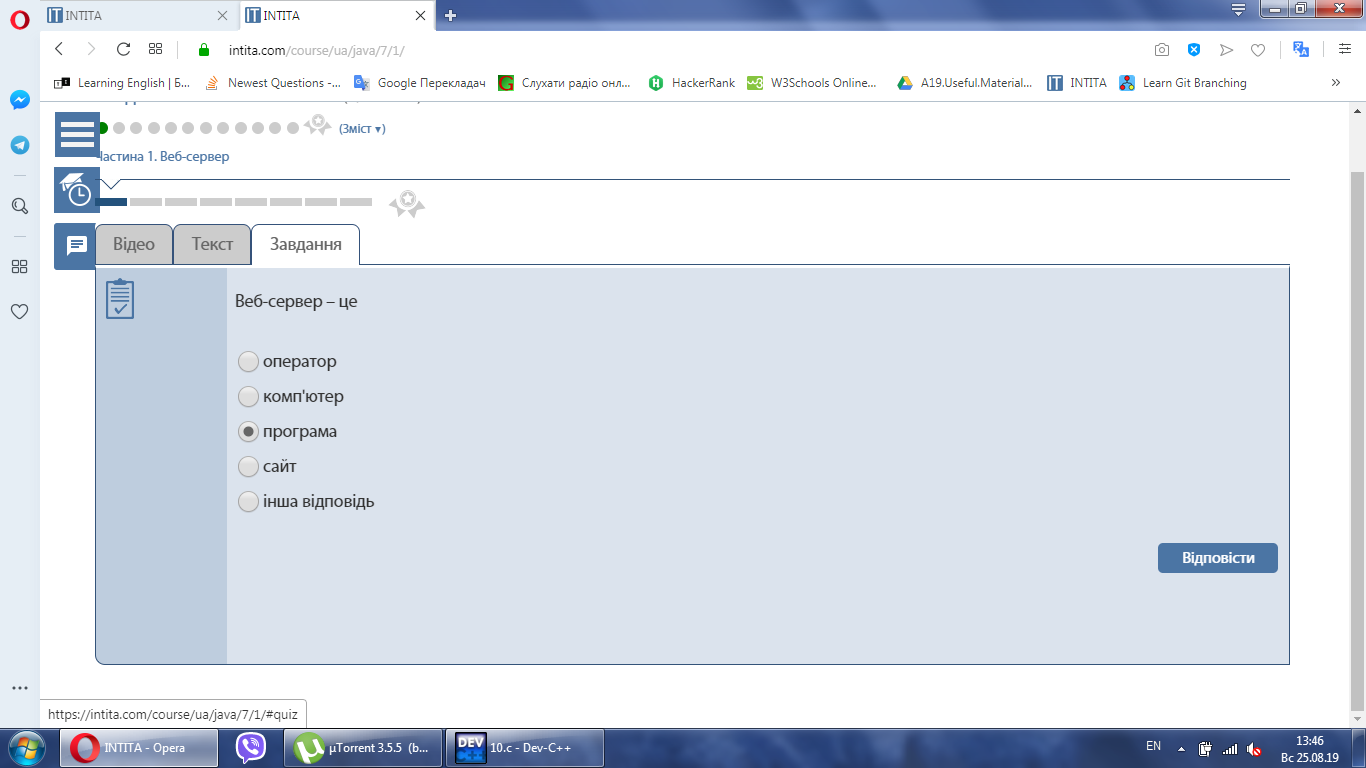 INTITA
INTITA
intita.com/course/ua/java/7/1/
Learning English | Б...
Newest Questions -...
Google Перекладач
Слухати радіо онл...
HackerRank
W3Schools Online...
A19.Useful.Material...
INTITA
Learn Git Branching
(Зміст ▾)
Частина 1. Веб-сервер
Відео
Текст
Завдання
Веб-сервер – це
оператор
комп'ютер
програма
сайт
інша відповідь
Відповісти
https://intita.com/course/ua/java/7/1/#quiz
INTITA - Opera
µTorrent 3.5.5 (b...
DEV
C++
10.c - Dev-C++
EN
13:46
Вс 25.08.19